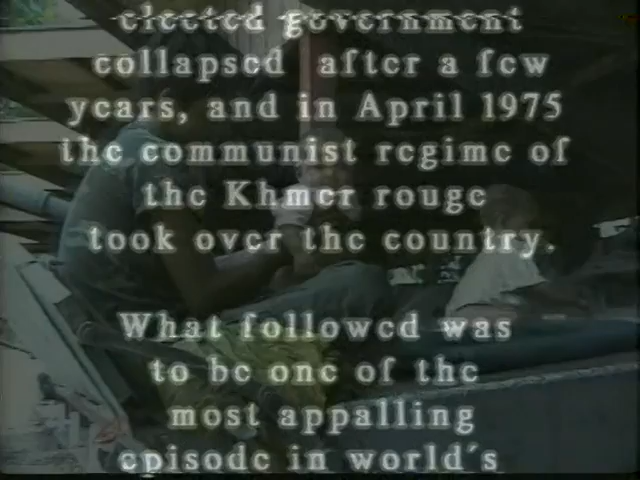 elected government
collapsed after a few
years, and in April 1975
the communist regime of
the Khmer rouge
took over the country.
What followed was
to be one of the
most appalling
episode in world´s